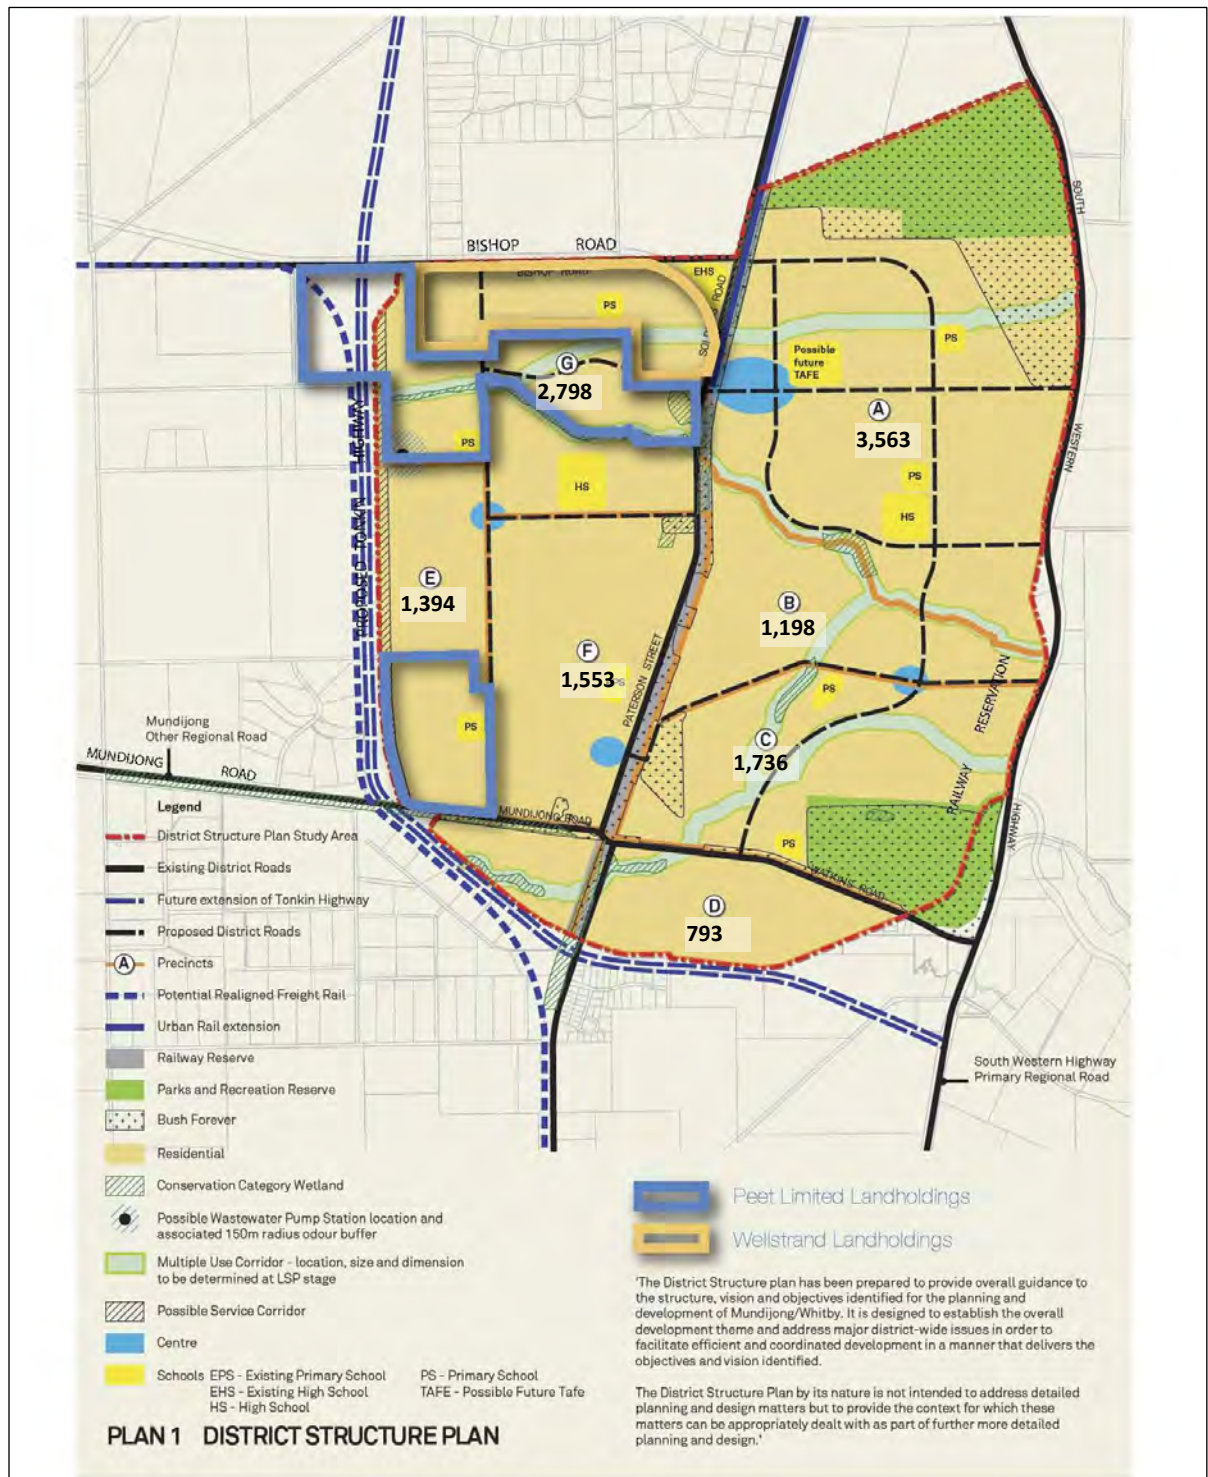 BISHOP ROAD
BISHOP ROAD
EHS
ROAD
PS
SOUTH
PS
Possible
future
TAFE
G
2,798
A
3,563
WESTERN
HIGHWAY
PS
PS
HS
HS
PROPOSED TONKIN
E
1,394
B
1,198
F
1,553
PS
PATERSON STREET
PS
RESERVATION
PS
C
1,736
Mundijong
Other Regional Road
MUNDIJONG ROAD
RAILWAY
HIGHWAY
MUNDIJONG ROAD
PS
WATKINS ROAD
D
793
Legend
District Structure Plan Study Area
Existing District Roads
Future extension of Tonkin Highway
Proposed District Roads
A Precincts
Potential Realigned Freight Rail
Urban Rail extension
Railway Reserve
Parks and Recreation Reserve
Bush Forever
Residential
Conservation Category Wetland
Possible Wastewater Pump Station location and
associated 150m radius odour buffer
Multiple Use Corridor - location, size and dimension
to be determined at LSP stage
Possible Service Corridor
Centre
Schools EPS - Existing Primary School PS - Primary School
EHS - Existing High School TAFE - Possible Future Tafe
HS - High School
PLAN 1 DISTRICT STRUCTURE PLAN
South Western Highway
Primary Regional Road
Peet Limited Landholdings
Wellstrand Landholdings
'The District Structure plan has been prepared to provide overall guidance to
the structure, vision and objectives identified for the planning and
development of Mundijong/Whitby. It is designed to establish the overall
development theme and address major district-wide issues in order to
facilitate efficient and coordinated development in a manner that delivers the
objectives and vision identified.
The District Structure Plan by its nature is not intended to address detailed
planning and design matters but to provide the context for which these
matters can be appropriately dealt with as part of further more detailed
planning and design.'